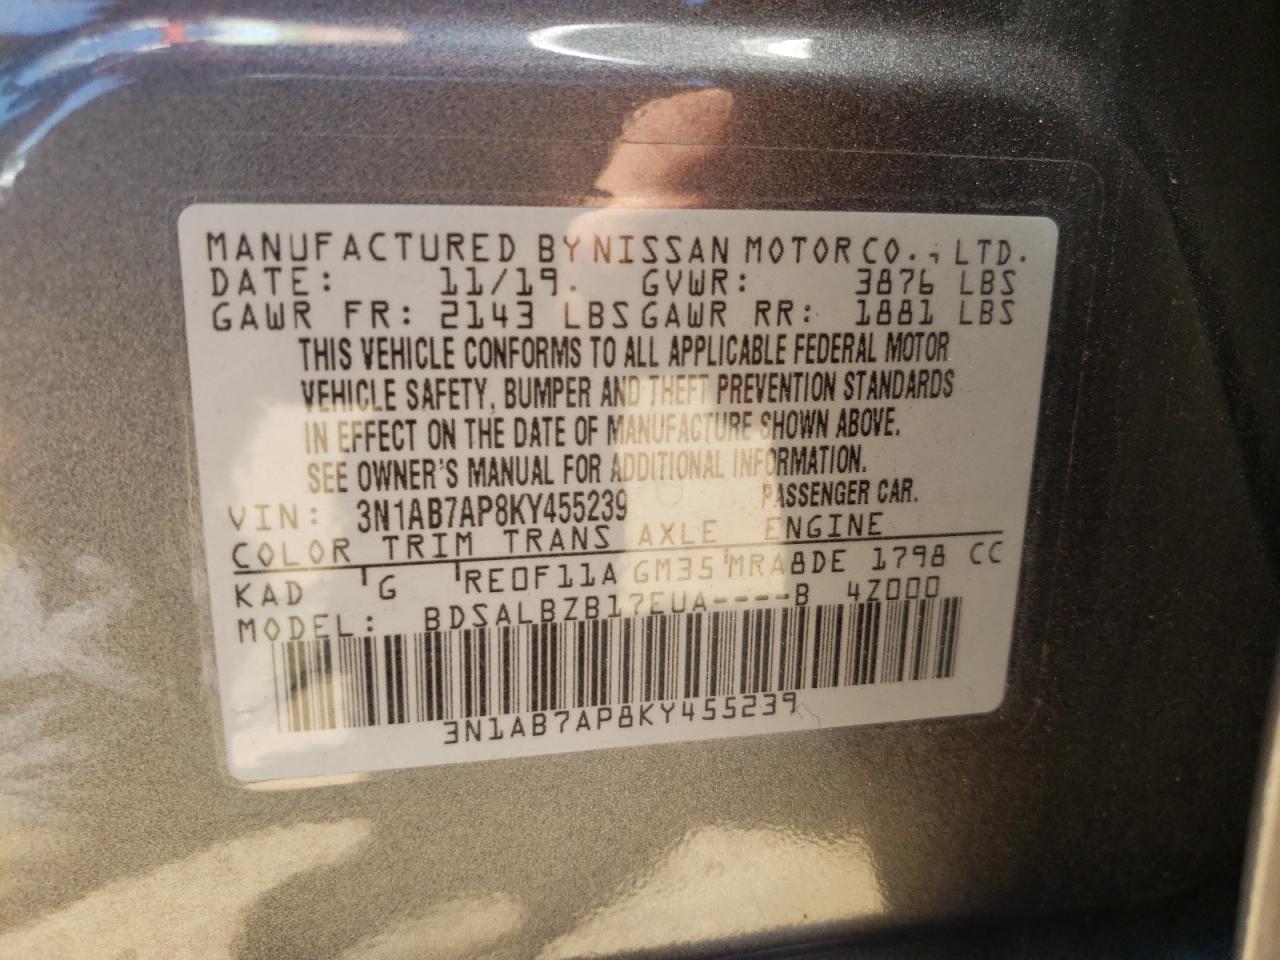 MANUFACTURED BY NISSAN MOTOR CO., LTD.
DATE: 11/19. GVWR: 3876 LBS
GAWR FR: 2143 LBS GAWR RR: 1881 LBS
THIS VEHICLE CONFORMS TO ALL APPLICABLE FEDERAL MOTOR
VEHICLE SAFETY, BUMPER AND THEFT PREVENTION STANDARDS
IN EFFECT ON THE DATE OF MANUFACTURE SHOWN ABOVE.
SEE OWNER'S MANUAL FOR ADDITIONAL INFORMATION.
VIN: 3N1AB7AP8KY455239 PASSENGER CAR.
COLOR TRIM TRANS AXLE ENGINE
KAD G RE0F11A GM35 MRA8DE 1798 CC
MODEL: BDSALBZB17EUA----B 4Z000
3N1AB7AP8KY455239